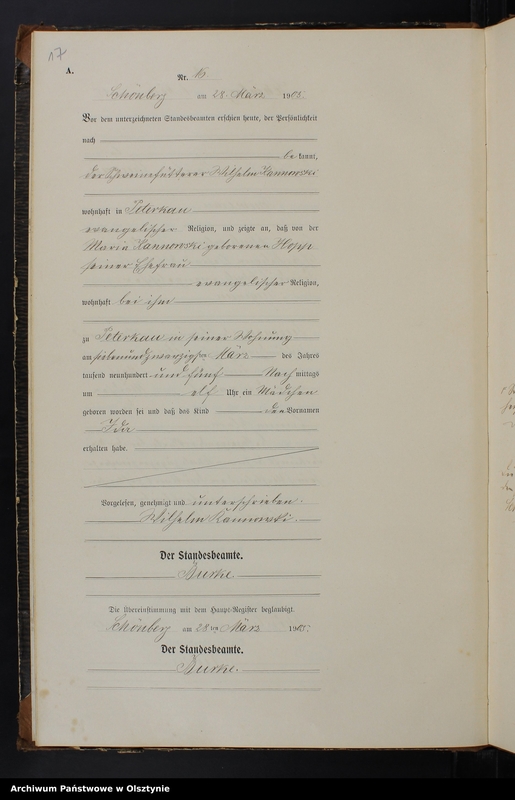 17
A.
Nr. 16
Schönberg am 28. März 1905.
Vor dem unterzeichneten Standesbeamten erschien heute, der Persönlichkeit
nach
be kannt,
der Schweinefütterer Wilhelm Kannowski
wohnhaft in Peterkau
evangelischer Religion, und zeigte an, daß von der
Maria Kannowski geborenen Hopp
seiner Ehefrau
evangelischer Religion,
wohnhaft bei ihm
zu Peterkau in seiner Wohnung
am siebenundzwanzigsten März des Jahres
tausend neunhundert und fünf Nach mittags
um elf Uhr ein Mädchen
geboren worden sei und daß das Kind den Vornamen
Ida
erhalten habe.
Vorgelesen, genehmigt und unterschrieben.
Wilhelm Kannowski.
Der Standesbeamte.
Die Übereinstimmung mit dem Haupt-Register beglaubigt.
Schönberg am 28ten März 1905.
Der Standesbeamte.
Archiwum Państwowe w Olsztynie